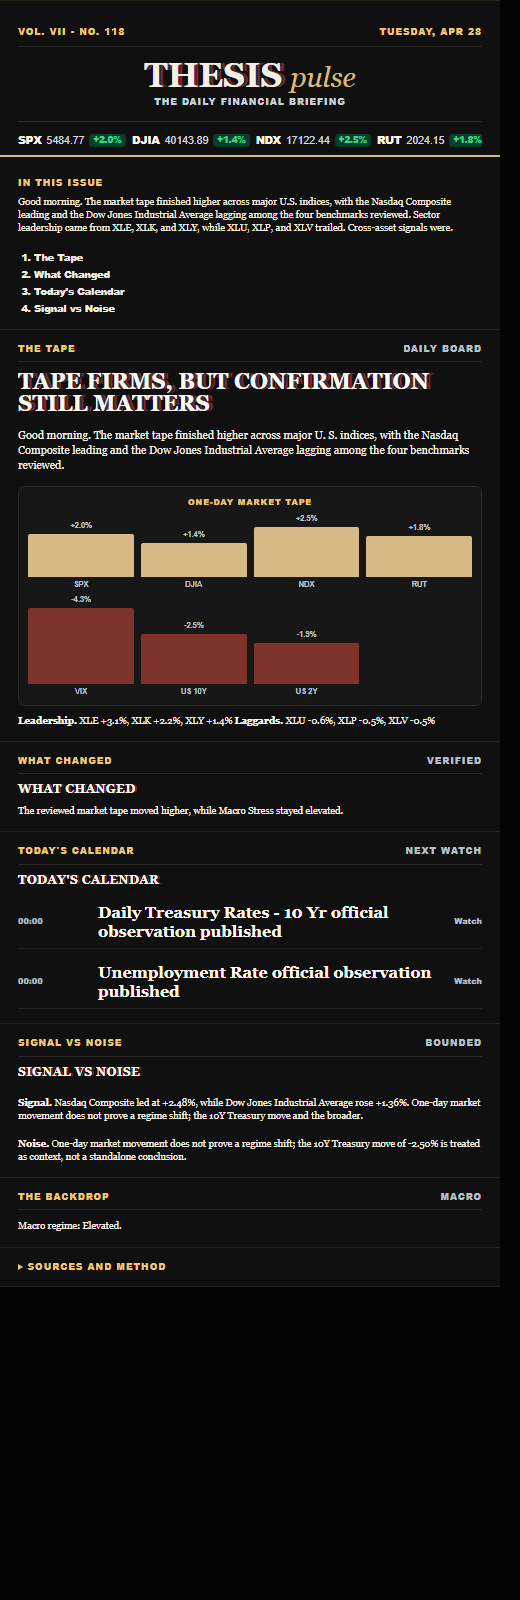 VOL. VII - NO. 118 TUESDAY, APR 28
THESIS pulse
THE DAILY FINANCIAL BRIEFING
SPX 5484.77 +2.0% DJIA 40143.89 +1.4% NDX 17122.44 +2.5% RUT 2024.15 +1.8%
IN THIS ISSUE
Good morning. The market tape finished higher across major U.S. indices, with the Nasdaq Composite
leading and the Dow Jones Industrial Average lagging among the four benchmarks reviewed. Sector
leadership came from XLE, XLK, and XLY, while XLU, XLP, and XLV trailed. Cross-asset signals were.
1. The Tape
2. What Changed
3. Today's Calendar
4. Signal vs Noise
THE TAPE DAILY BOARD
TAPE FIRMS, BUT CONFIRMATION
STILL MATTERS
Good morning. The market tape finished higher across major U. S. indices, with the Nasdaq
Composite leading and the Dow Jones Industrial Average lagging among the four benchmarks
reviewed.
ONE-DAY MARKET TAPE
+2.0% +1.4% +2.5% +1.8%
SPX DJIA NDX RUT
-4.3% -2.5% -1.9%
VIX US 10Y US 2Y
Leadership. XLE +3.1%, XLK +2.2%, XLY +1.4% Laggards. XLU -0.6%, XLP -0.5%, XLV -0.5%
WHAT CHANGED VERIFIED
WHAT CHANGED
The reviewed market tape moved higher, while Macro Stress stayed elevated.
TODAY'S CALENDAR NEXT WATCH
TODAY'S CALENDAR
00:00 Daily Treasury Rates - 10 Yr official
observation published Watch
00:00 Unemployment Rate official observation
published Watch
SIGNAL VS NOISE BOUNDED
SIGNAL VS NOISE
Signal. Nasdaq Composite led at +2.48%, while Dow Jones Industrial Average rose +1.36%. One-day market
movement does not prove a regime shift; the 10Y Treasury move and the broader.
Noise. One-day market movement does not prove a regime shift; the 10Y Treasury move of -2.50% is treated
as context, not a standalone conclusion.
THE BACKDROP MACRO
Macro regime: Elevated.
▸ SOURCES AND METHOD